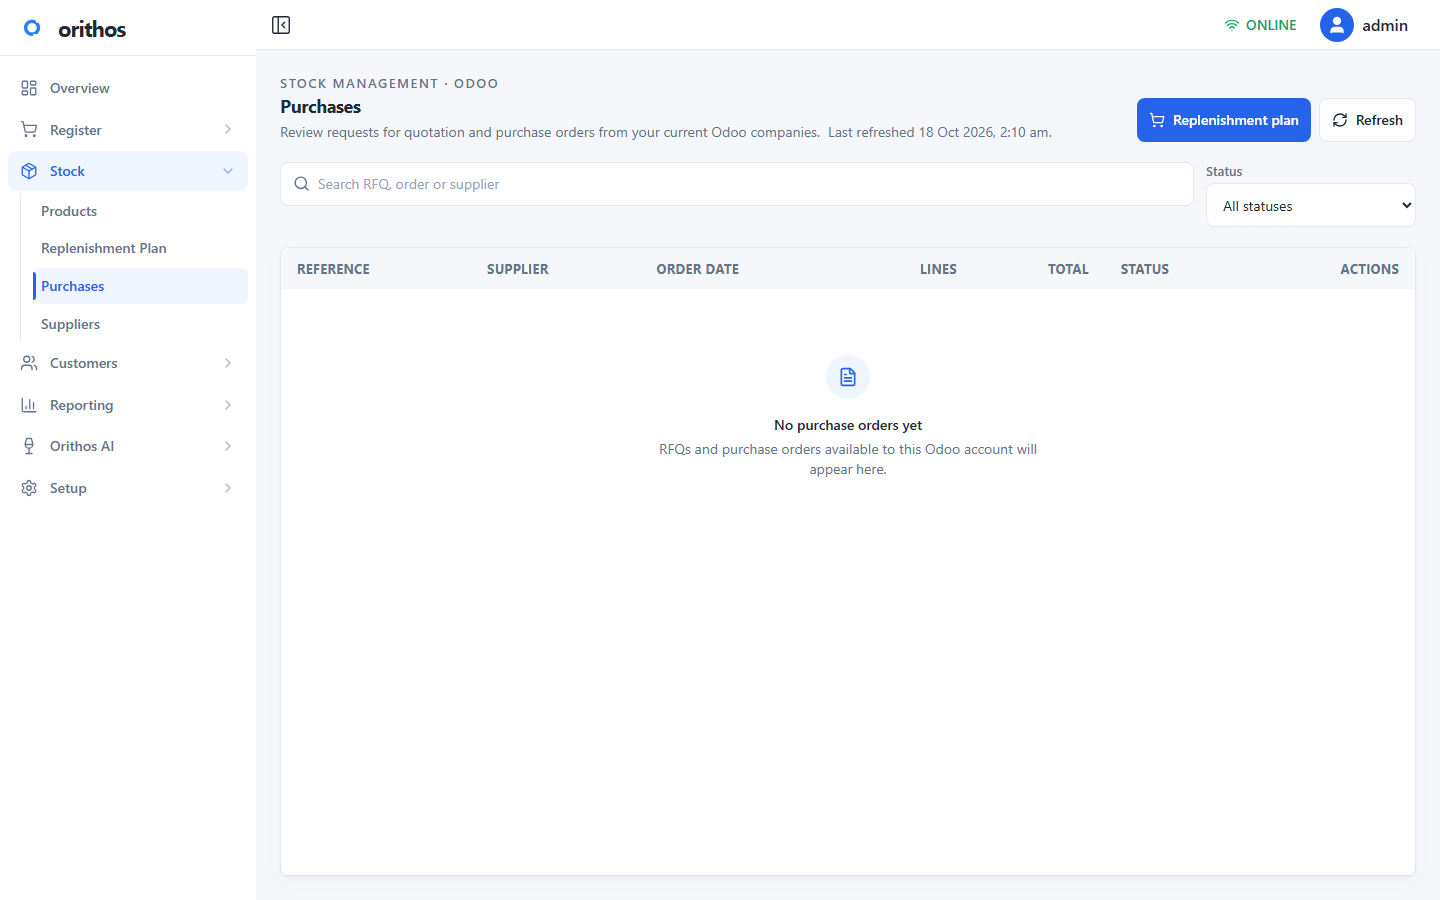 orithos
ONLINE
admin
Overview
Register
Stock
Products
Replenishment Plan
Purchases
Suppliers
Customers
Reporting
Orithos AI
Setup
STOCK MANAGEMENT · ODOO
Purchases
Review requests for quotation and purchase orders from your current Odoo companies. Last refreshed 18 Oct 2026, 2:10 am.
Replenishment plan
Refresh
Search RFQ, order or supplier
Status
All statuses
REFERENCE SUPPLIER ORDER DATE LINES TOTAL STATUS ACTIONS
No purchase orders yet
RFQs and purchase orders available to this Odoo account will
appear here.